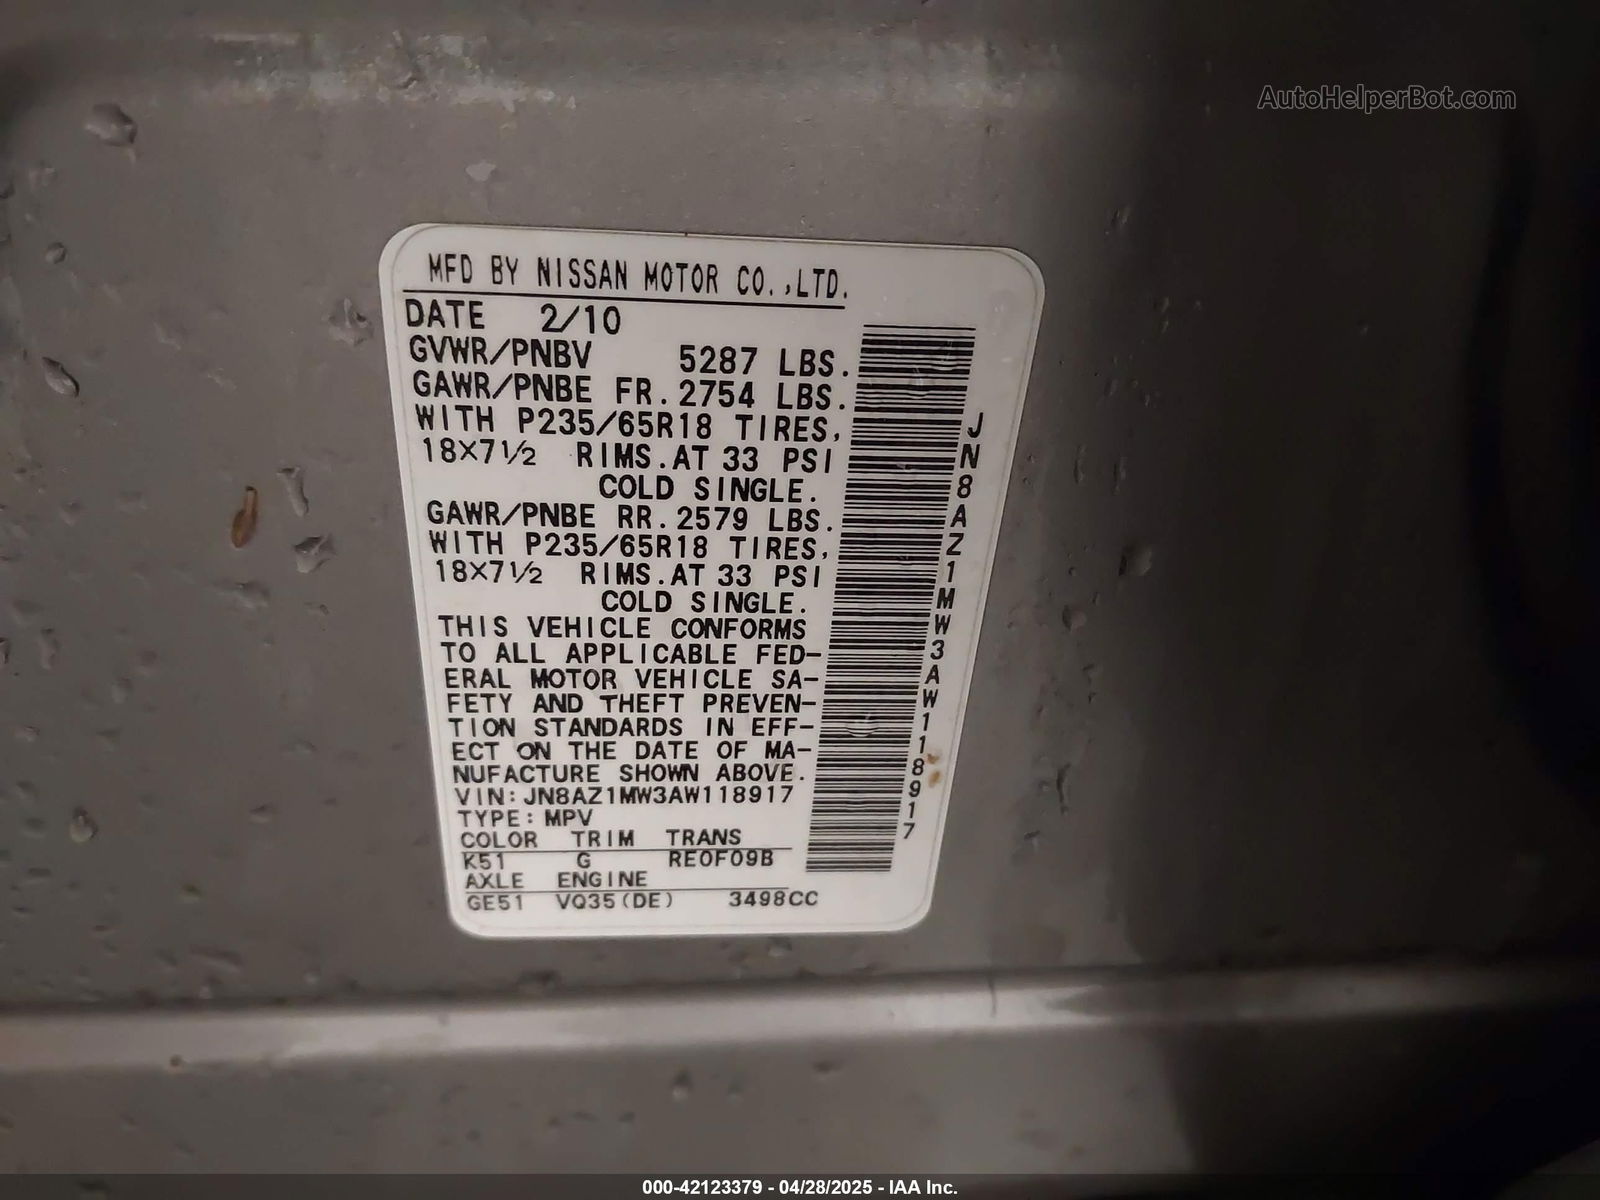 AutoHelperBot.com
MFD BY NISSAN MOTOR CO.,LTD.
DATE 2/10
GVWR/PNBV 5287 LBS.
GAWR/PNBE FR. 2754 LBS.
WITH P235/65R18 TIRES,
18×7½ RIMS.AT 33 PSI
COLD SINGLE.
GAWR/PNBE RR. 2579 LBS.
WITH P235/65R18 TIRES,
18×7½ RIMS.AT 33 PSI
COLD SINGLE.
THIS VEHICLE CONFORMS
TO ALL APPLICABLE FED-
ERAL MOTOR VEHICLE SA-
FETY AND THEFT PREVEN-
TION STANDARDS IN EFF-
ECT ON THE DATE OF MA-
NUFACTURE SHOWN ABOVE.
VIN: JN8AZ1MW3AW118917
TYPE: MPV
COLOR TRIM TRANS
K51 G RE0F09B
AXLE ENGINE
GE51 VQ35(DE) 3498CC
JN8AZ1MW3AW118917
000-42123379 - 04/28/2025 - IAA Inc.